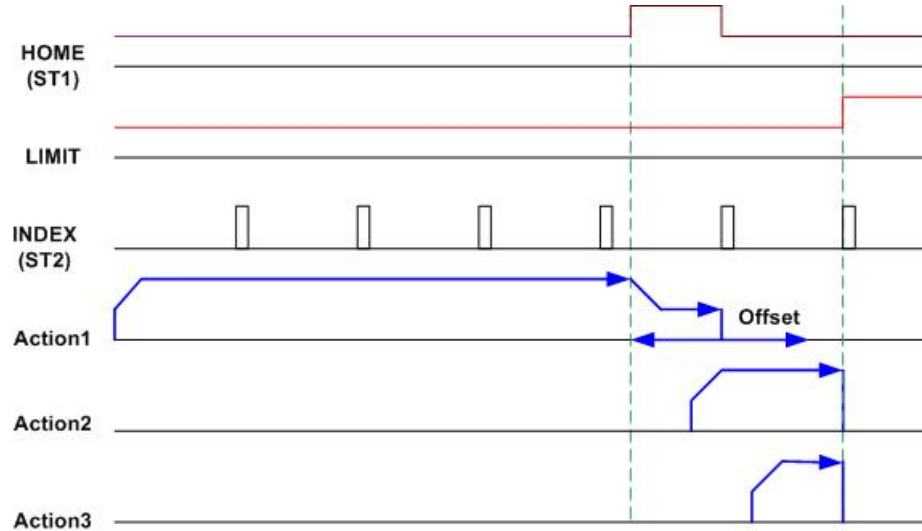 HOME
(ST1)
LIMIT
INDEX
(ST2)
Action1
Offset
Action2
Action3